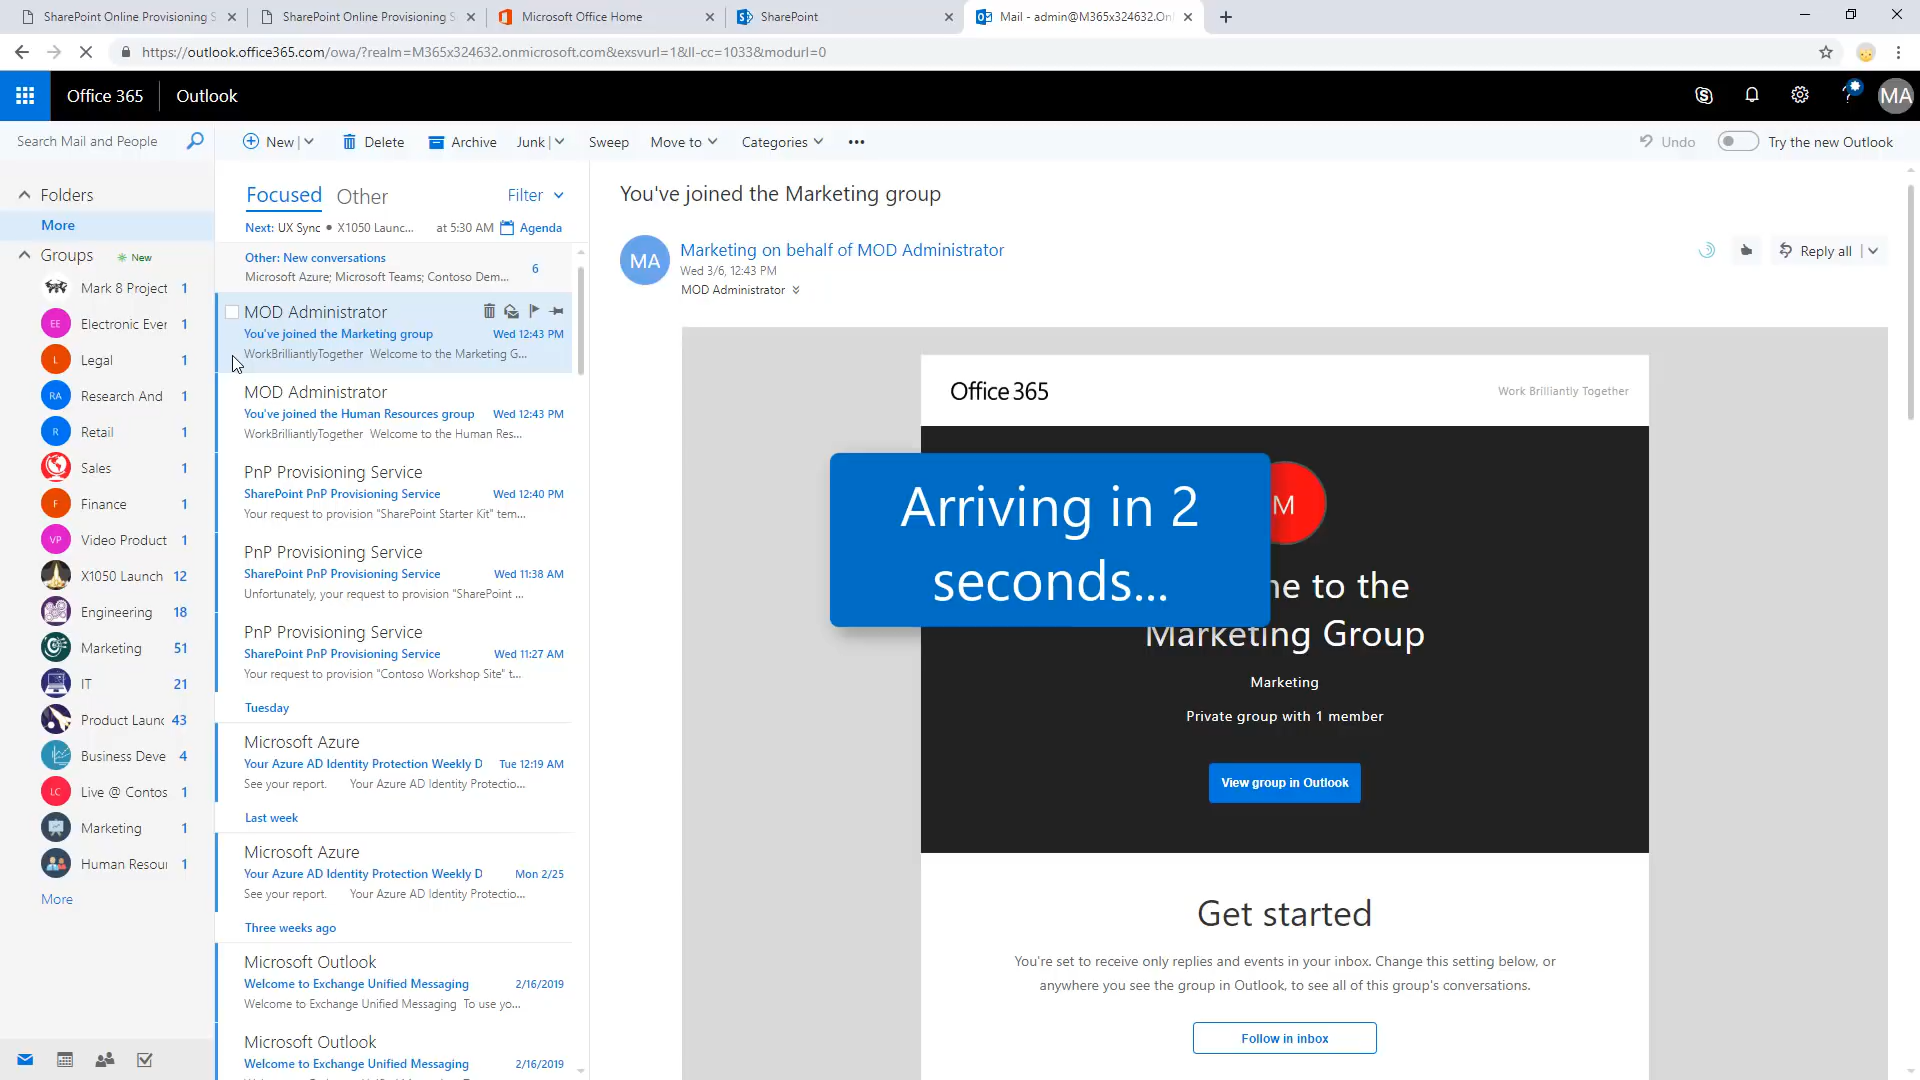 SharePoint Online Provisioning S
SharePoint Online Provisioning S
Microsoft Office Home
SharePoint
Mail - admin@M365x324632.On
https://outlook.office365.com/owa/?realm=M365x324632.onmicrosoft.com&exsvurl=1&ll-cc=1033&modurl=0
Office 365
Outlook
MA
Search Mail and People
New
Delete
Archive
Junk
Sweep
Move to
Categories
Undo
Try the new Outlook
Folders
More
Groups
New
Mark 8 Project 1
EE Electronic Ever 1
L Legal 1
RA Research And 1
R Retail 1
Sales 1
F Finance 1
VP Video Product 1
X1050 Launch 12
Engineering 18
Marketing 51
IT 21
Product Launc 43
Business Deve 4
LC Live @ Contos 1
Marketing 1
Human Resou 1
More
Focused
Other
Filter
Next: UX Sync • X1050 Launc... at 5:30 AM Agenda
Other: New conversations
Microsoft Azure; Microsoft Teams; Contoso Dem... 6
MOD Administrator
You've joined the Marketing group Wed 12:43 PM
WorkBrilliantlyTogether Welcome to the Marketing G...
MOD Administrator
You've joined the Human Resources group Wed 12:43 PM
WorkBrilliantlyTogether Welcome to the Human Res...
PnP Provisioning Service
SharePoint PnP Provisioning Service Wed 12:40 PM
Your request to provision "SharePoint Starter Kit" tem...
PnP Provisioning Service
SharePoint PnP Provisioning Service Wed 11:38 AM
Unfortunately, your request to provision "SharePoint ...
PnP Provisioning Service
SharePoint PnP Provisioning Service Wed 11:27 AM
Your request to provision "Contoso Workshop Site" t...
Tuesday
Microsoft Azure
Your Azure AD Identity Protection Weekly D Tue 12:19 AM
See your report. Your Azure AD Identity Protectio...
Last week
Microsoft Azure
Your Azure AD Identity Protection Weekly D Mon 2/25
See your report. Your Azure AD Identity Protectio...
Three weeks ago
Microsoft Outlook
Welcome to Exchange Unified Messaging 2/16/2019
Welcome to Exchange Unified Messaging To use yo...
Microsoft Outlook
Welcome to Exchange Unified Messaging 2/16/2019
You've joined the Marketing group
MA
Marketing on behalf of MOD Administrator
Wed 3/6, 12:43 PM
MOD Administrator
Reply all
Office 365
Work Brilliantly Together
M
Arriving in 2
seconds...
ne to the
Marketing Group
Marketing
Private group with 1 member
View group in Outlook
Get started
You're set to receive only replies and events in your inbox. Change this setting below, or
anywhere you see the group in Outlook, to see all of this group's conversations.
Follow in inbox